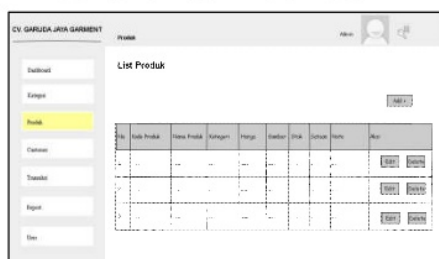 CV. GARUDA JAYA GARMENT
Produk
Admin
Dashboard
Kategori
Produk
Customer
Transaksi
Report
User
List Produk
Add +
No Kode Produk Nama Produk Kategori Harga Gambar Stok Satuan Aksi
Edit Delete
Edit Delete
Edit Delete